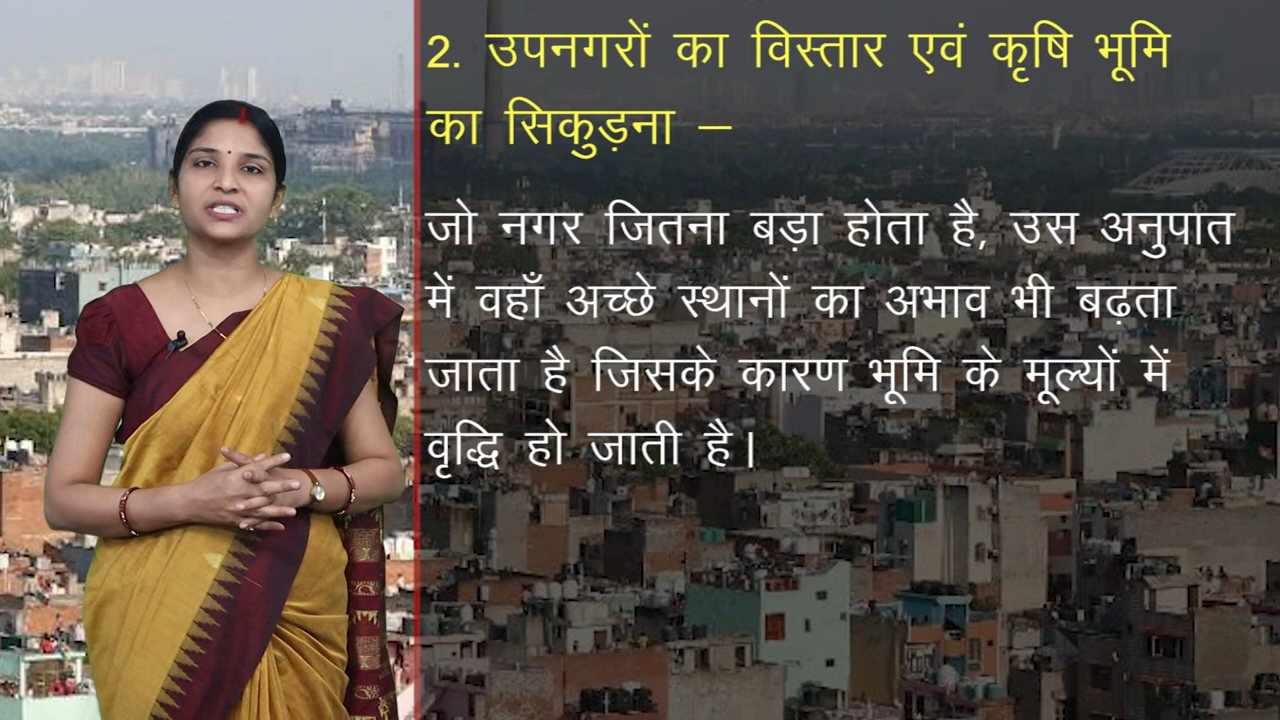 2. उपनगरों का विस्तार एवं कृषि भूमि
का सिकुड़ना –
जो नगर जितना बड़ा होता है, उस अनुपात
में वहाँ अच्छे स्थानों का अभाव भी बढ़ता
जाता है जिसके कारण भूमि के मूल्यों में
वृद्धि हो जाती है।